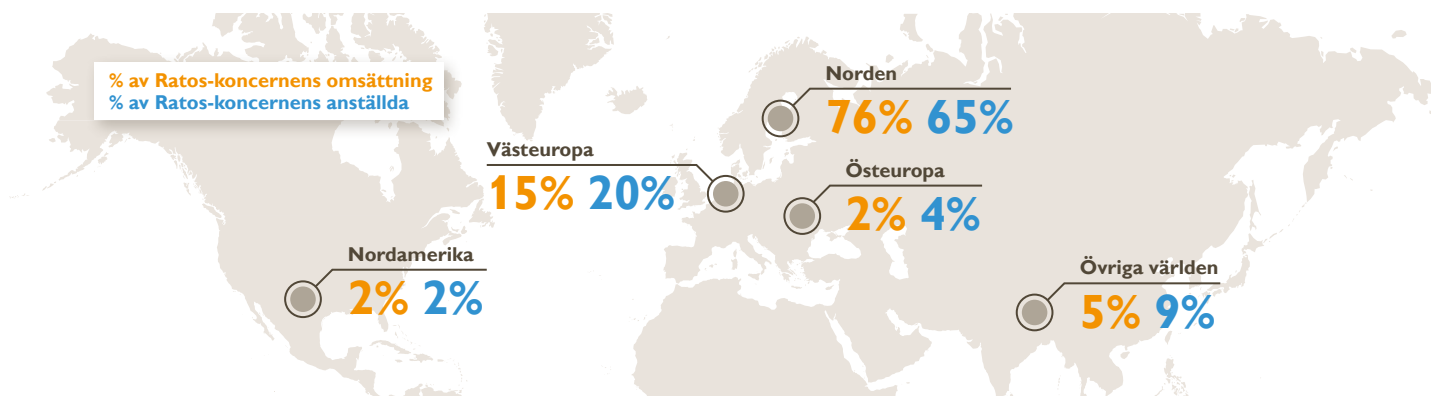 % av Ratos-koncernens omsättning
% av Ratos-koncernens anställda
Norden
76% 65%
Västeuropa
15% 20%
Östeuropa
2% 4%
Nordamerika
2% 2%
Övriga världen
5% 9%